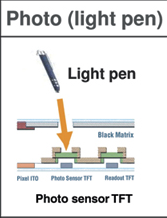 Photo (light pen)
Light pen
Black Matrix
Pixel ITO Photo Sensor TFT Readout TFT
Photo sensor TFT